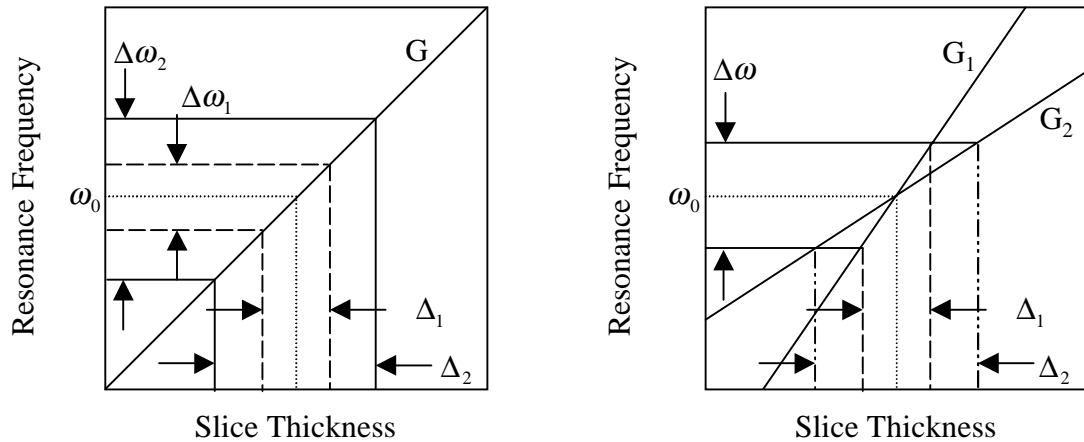 G
Δω₂
Δω₁
Resonance Frequency
ω₀
Δ₁
Δ₂
Slice Thickness
G₁
Δω
G₂
Resonance Frequency
ω₀
Δ₁
Δ₂
Slice Thickness